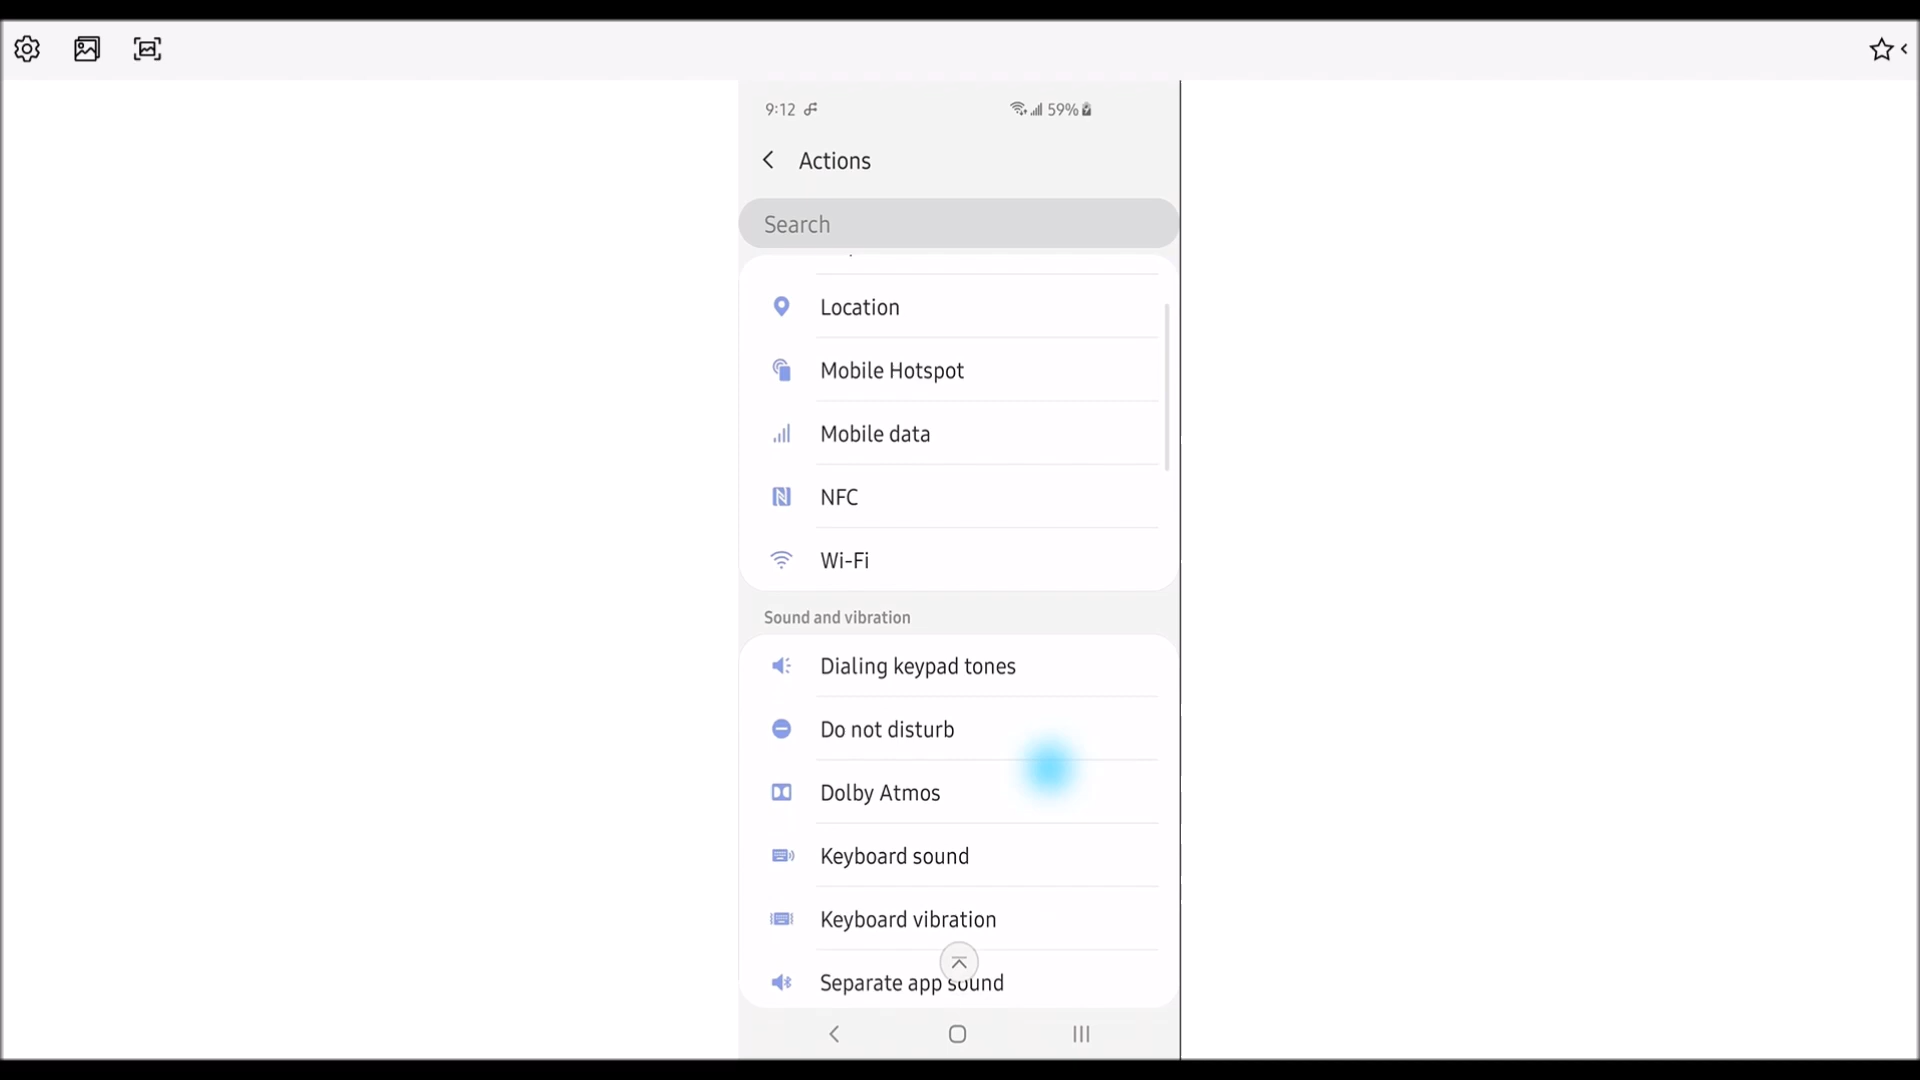 9:12 59%
Actions
Search
Location
Mobile Hotspot
Mobile data
NFC
Wi-Fi
Sound and vibration
Dialing keypad tones
Do not disturb
Dolby Atmos
Keyboard sound
Keyboard vibration
Separate app sound